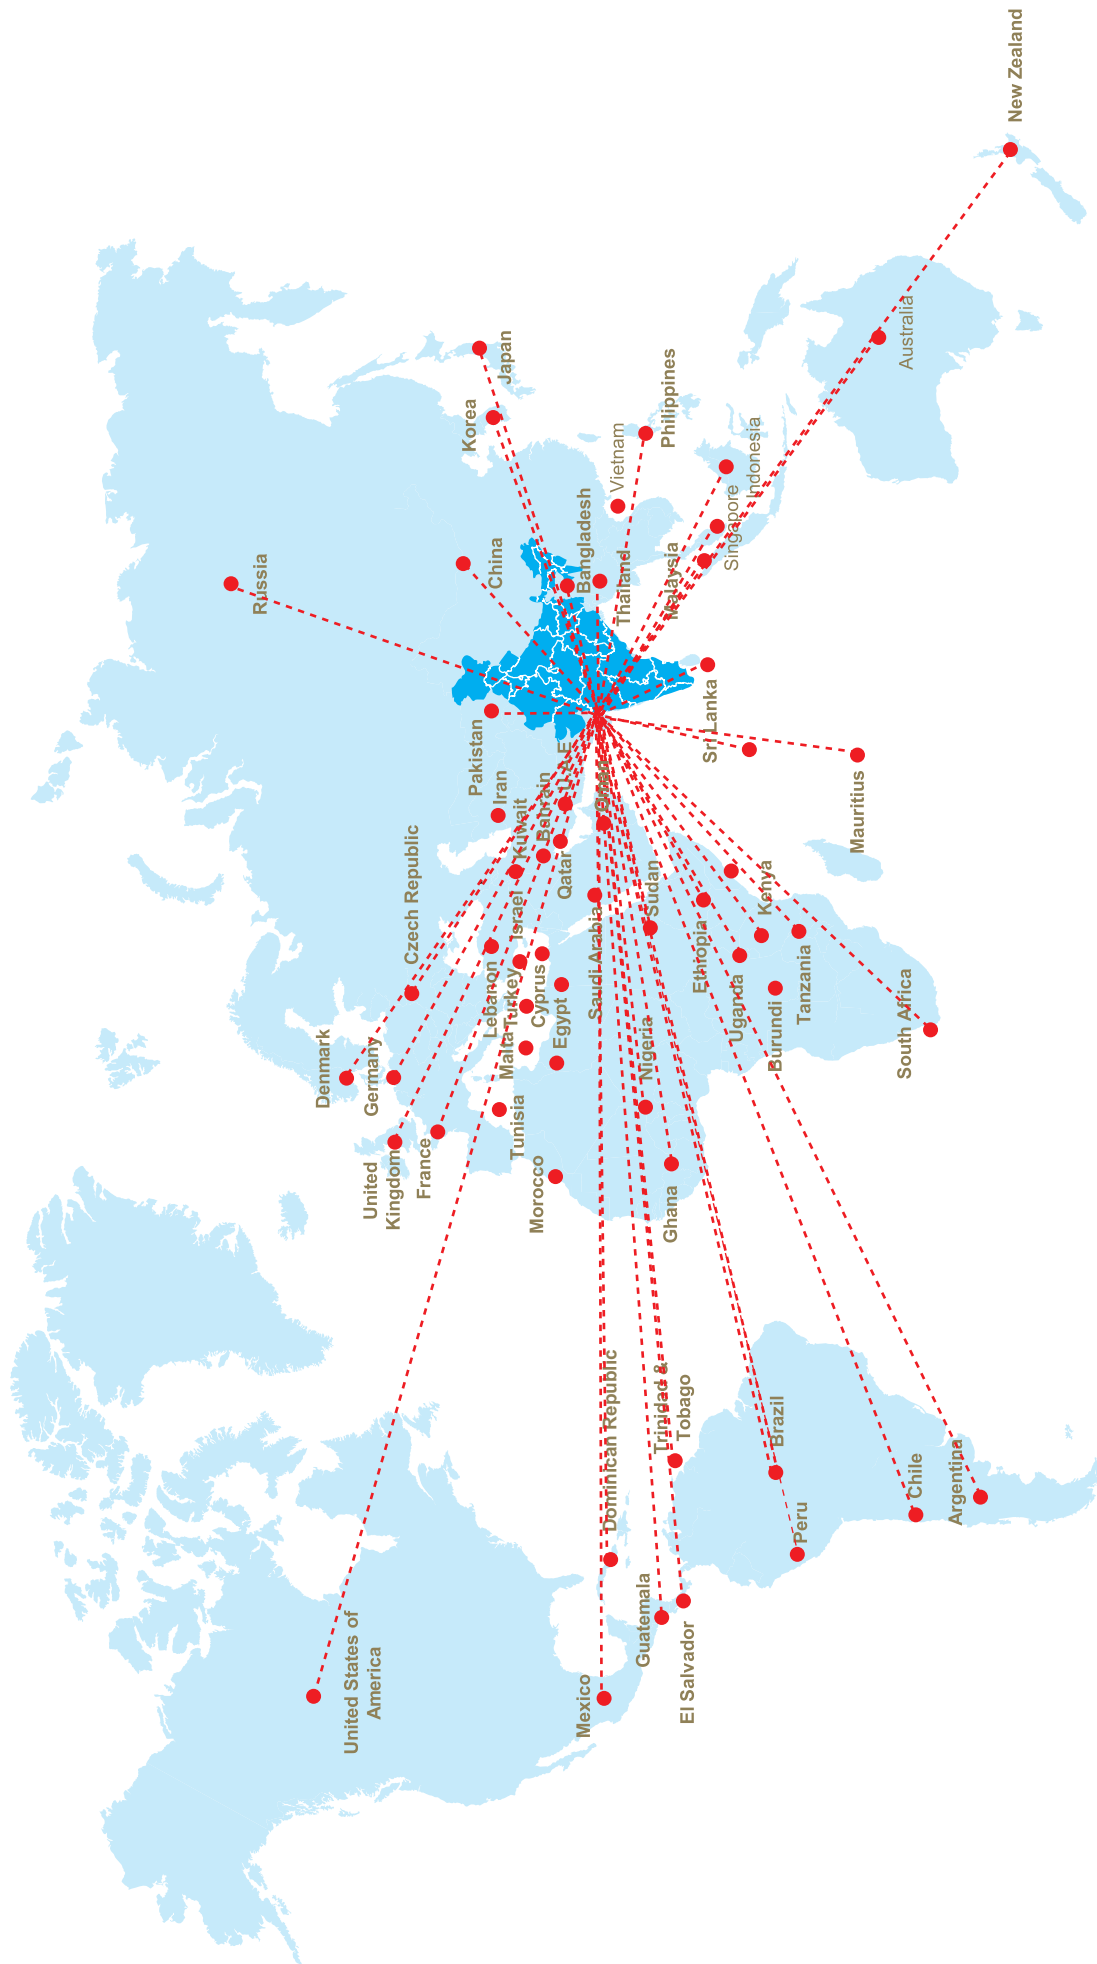 United States of
America
Mexico
Guatemala
El Salvador
Dominican Republic
Trinidad &
Tobago
Brazil
Peru
Chile
Argentina
Denmark
Germany
United
Kingdom
France
Czech Republic
Tunisia
Morocco
Malta
Turkey
Lebanon
Cyprus
Israel
Egypt
Kuwait
Bahrain
Iran
Qatar
U.A.E
Oman
Saudi Arabia
Sudan
Nigeria
Ghana
Ethiopia
Uganda
Kenya
Burundi
Tanzania
South Africa
Mauritius
Sri Lanka
Pakistan
Russia
China
Korea
Japan
Bangladesh
Thailand
Vietnam
Philippines
Malaysia
Singapore
Indonesia
Australia
New Zealand